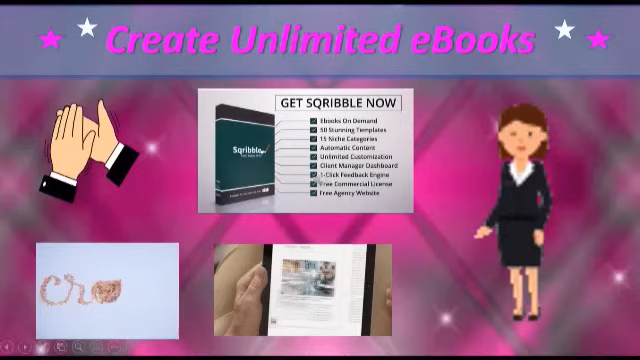 Create Unlimited eBooks
GET SQRIBBLE NOW
Sqribble
Ebooks On Demand
50 Stunning Templates
15 Niche Categories
Automatic Content
Unlimited Customization
Client Manager Dashboard
1-Click Feedback Engine
Free Commercial License
Free Agency Website